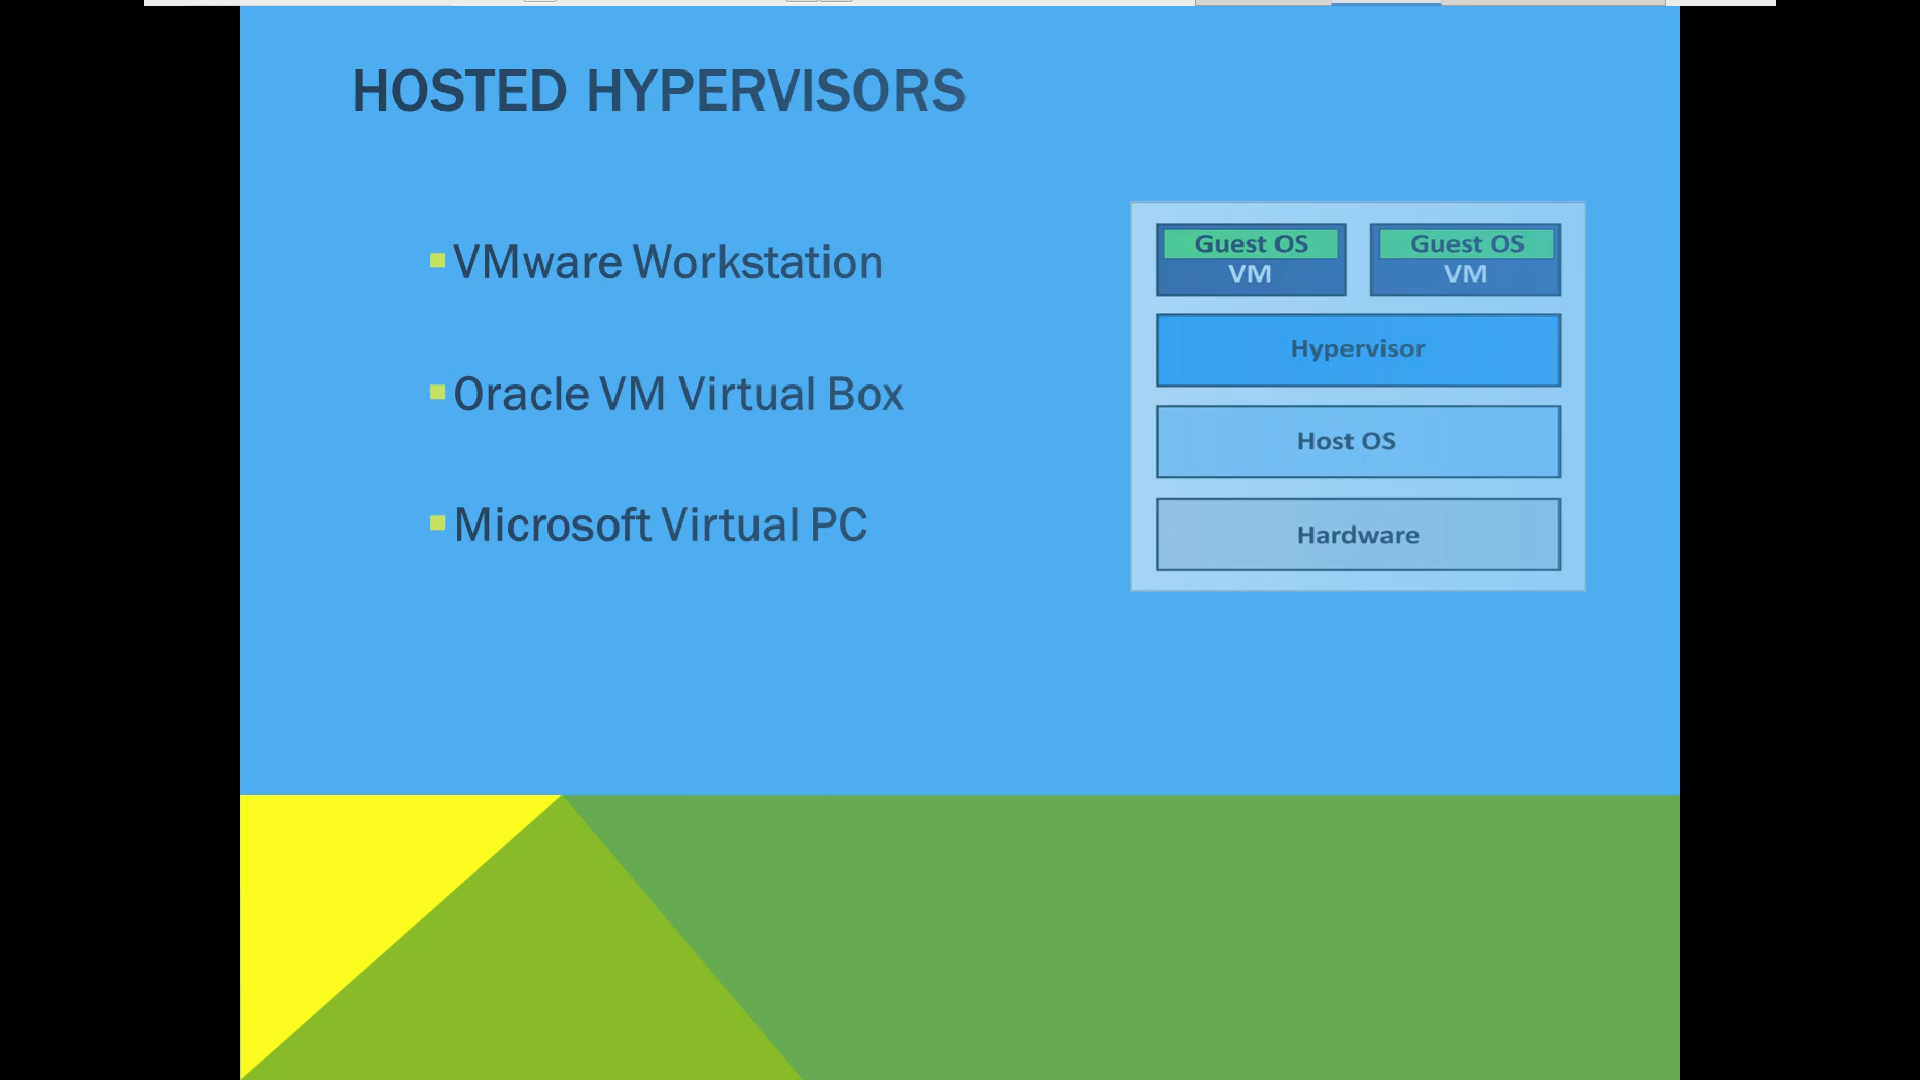 HOSTED HYPERVISORS
VMware Workstation
Oracle VM Virtual Box
Microsoft Virtual PC
Guest OS
VM
Guest OS
VM
Hypervisor
Host OS
Hardware